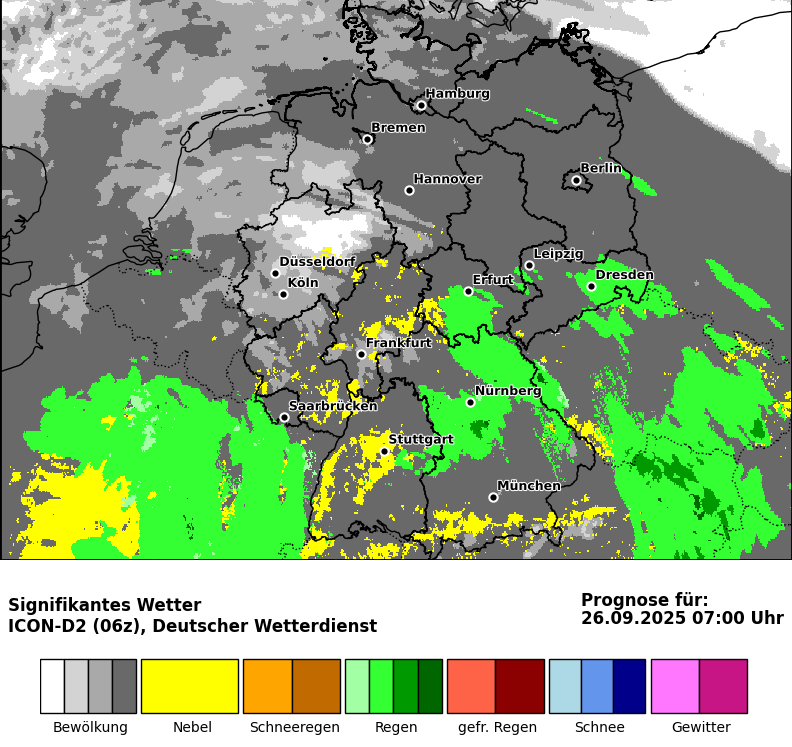 Hamburg
Bremen
Berlin
Hannover
Leipzig
Düsseldorf
Dresden
Köln
Erfurt
Frankfurt
Nürnberg
Saarbrücken
Stuttgart
München
Signifikantes Wetter
ICON-D2 (06z), Deutscher Wetterdienst
Prognose für:
26.09.2025 07:00 Uhr
Bewölkung Nebel Schneeregen Regen gefr. Regen Schnee Gewitter